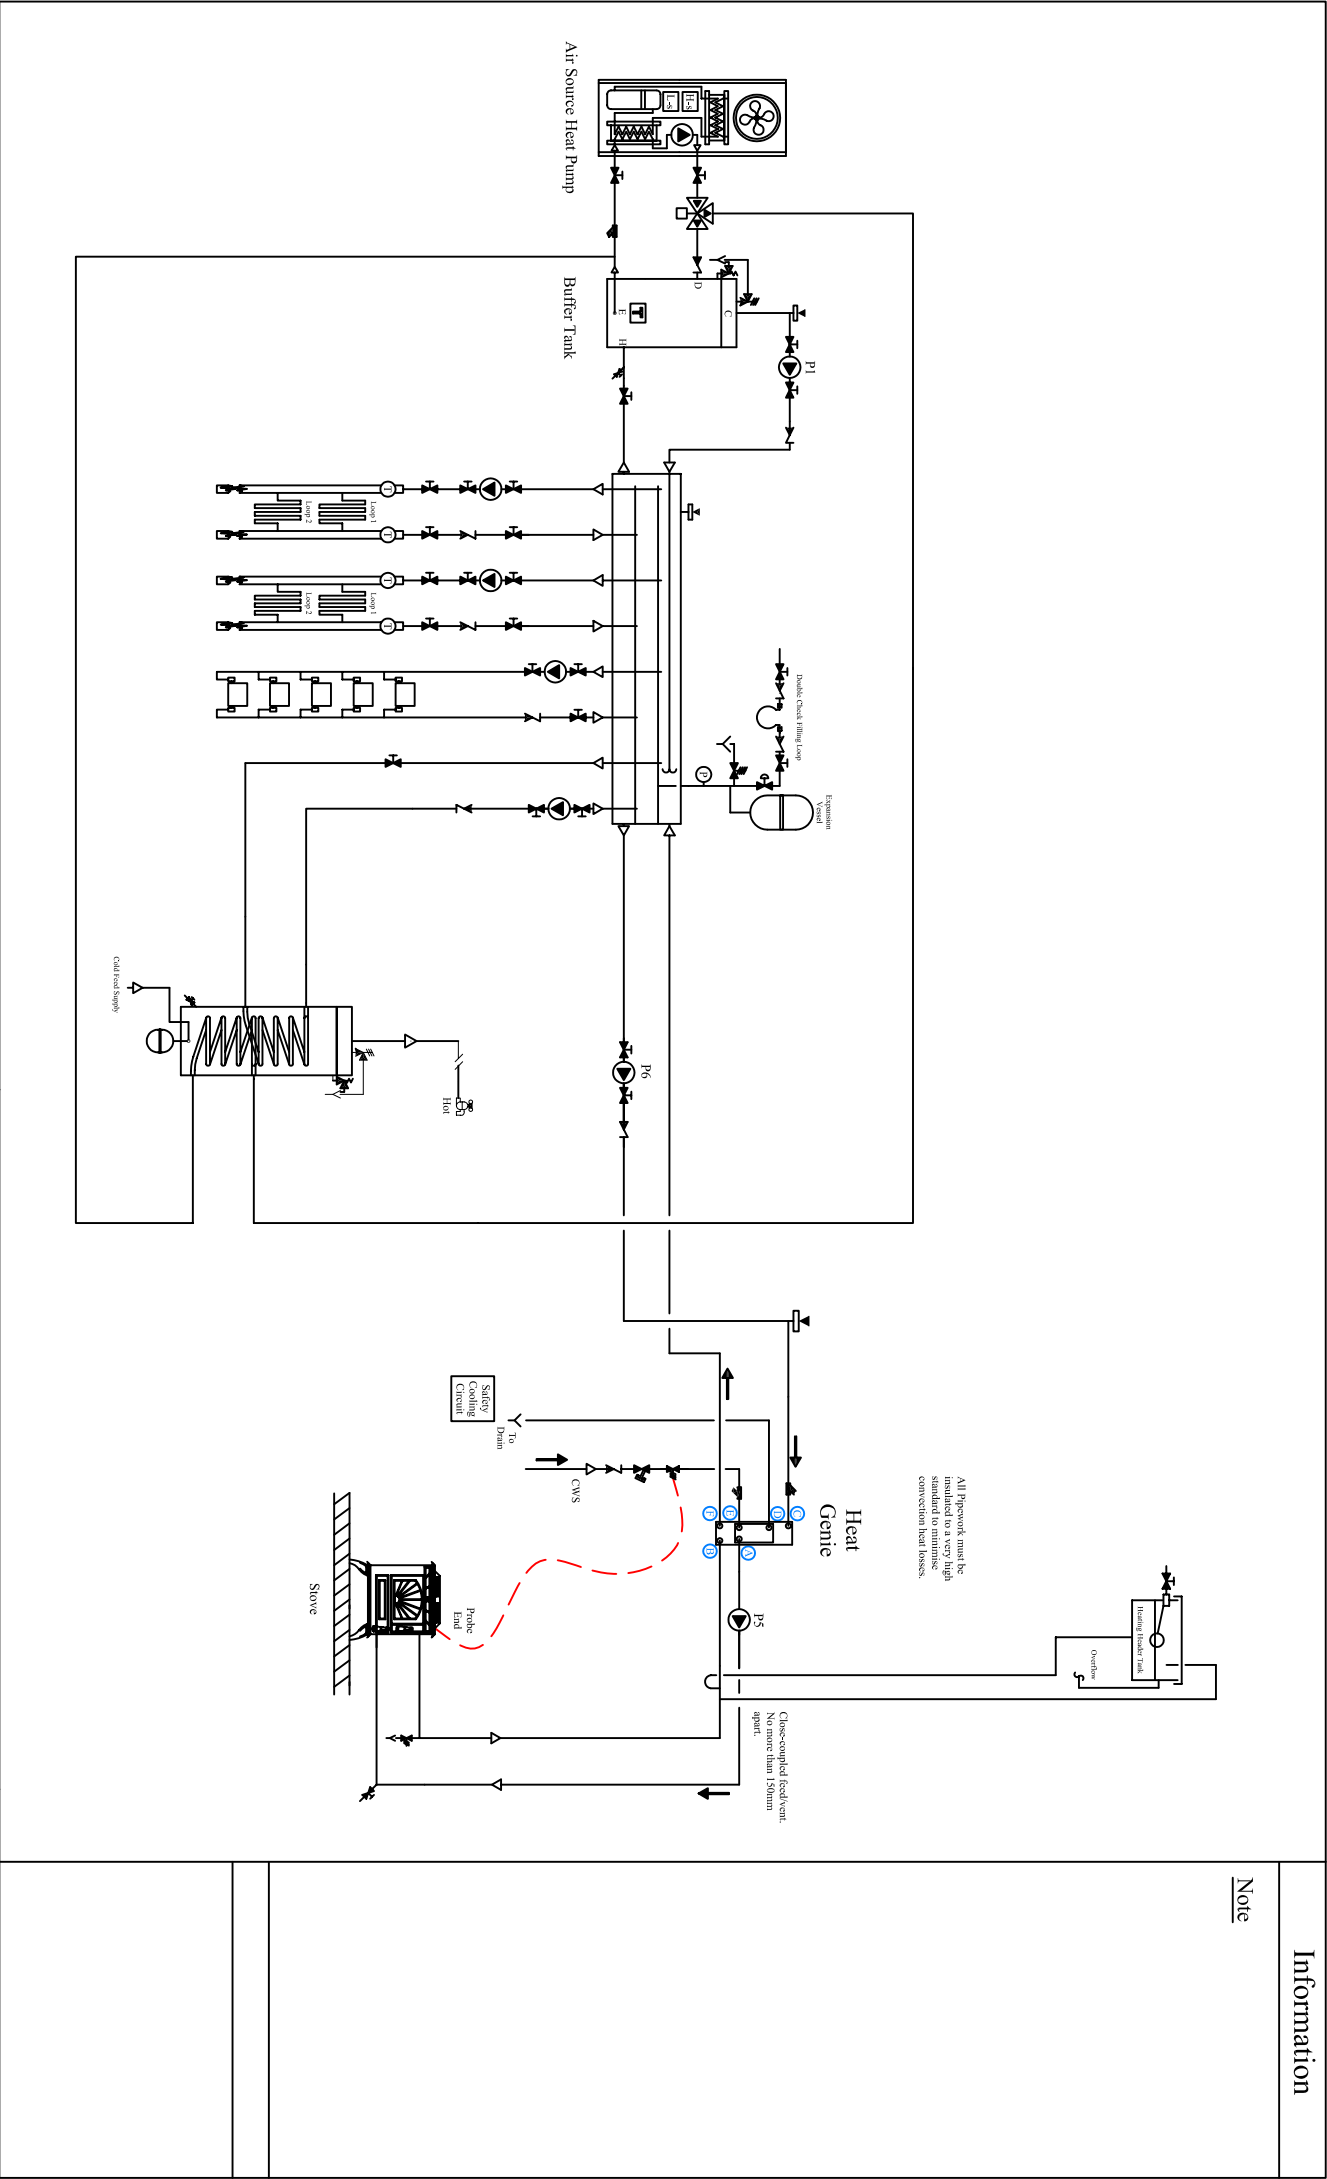 Information
Note
Heating Header Tank
Overflow
All Pipework must be
insulated to a very high
standard to minimise
convection heat losses.
Heat
Genie
C
D
E
F
A
B
P5
Close-coupled feed/vent.
No more than 150mm
apart.
Double Check Filling Loop
Expansion
Vessel
P
P1
P6
Air Source Heat Pump
H-s
L-s
Buffer Tank
D
C
T
E
H
T
T
T
T
Loop 1
Loop 2
Loop 1
Loop 2
Safety
Cooling
Circuit
To
Drain
CWS
Probe
End
Stove
Hot
Cold Feed Supply